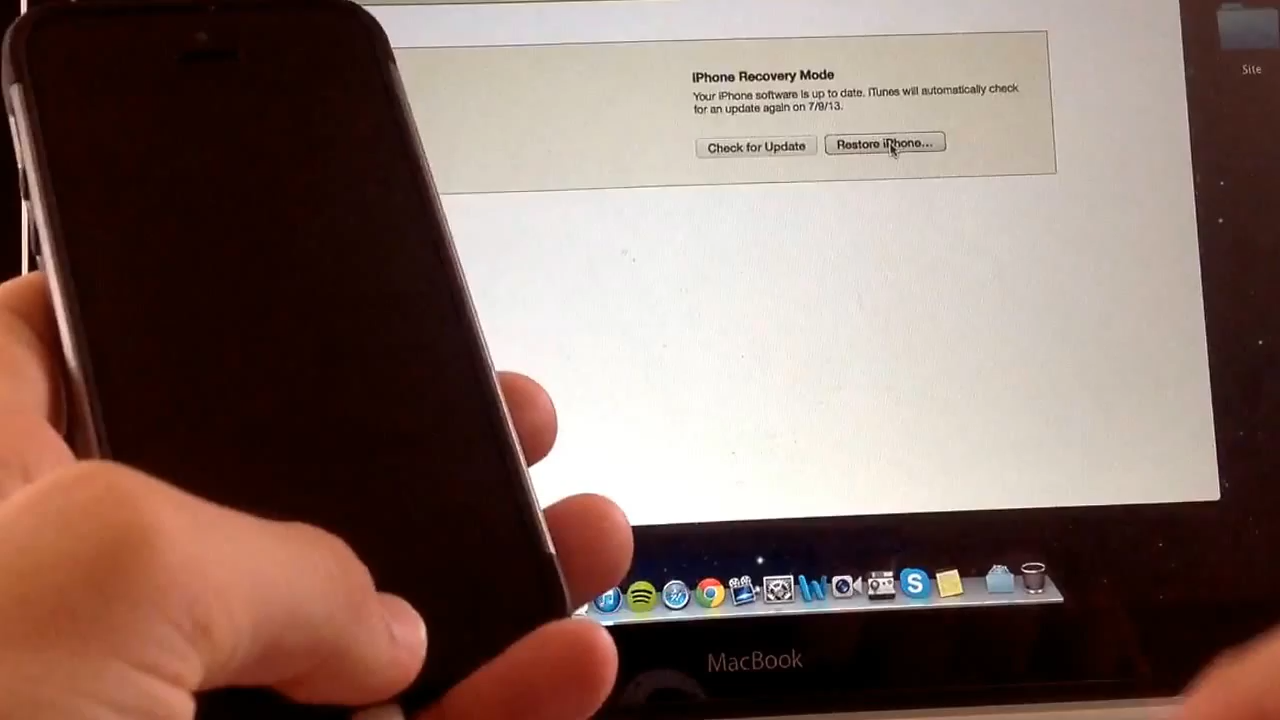 iPhone Recovery Mode
Your iPhone software is up to date. iTunes will automatically check
for an update again on 7/9/13.
Check for Update
Restore iPhone...
Site
MacBook